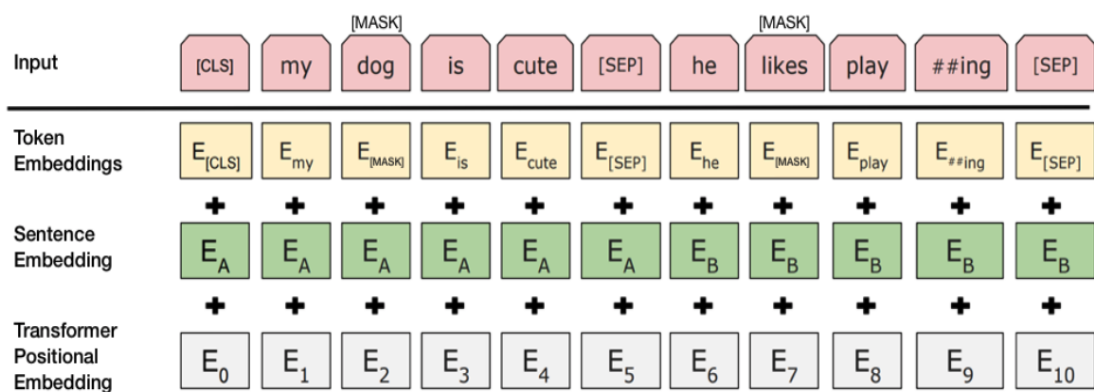 [MASK] [MASK]
Input [CLS] my dog is cute [SEP] he likes play ##ing [SEP]
Token
Embeddings
E[CLS] Emy E[MASK] Eis Ecute E[SEP] Ehe E[MASK] Eplay E##ing E[SEP]
+ + + + + + + + + + +
Sentence
Embedding
EA EA EA EA EA EA EB EB EB EB EB
+ + + + + + + + + + +
Transformer
Positional
Embedding
E0 E1 E2 E3 E4 E5 E6 E7 E8 E9 E10